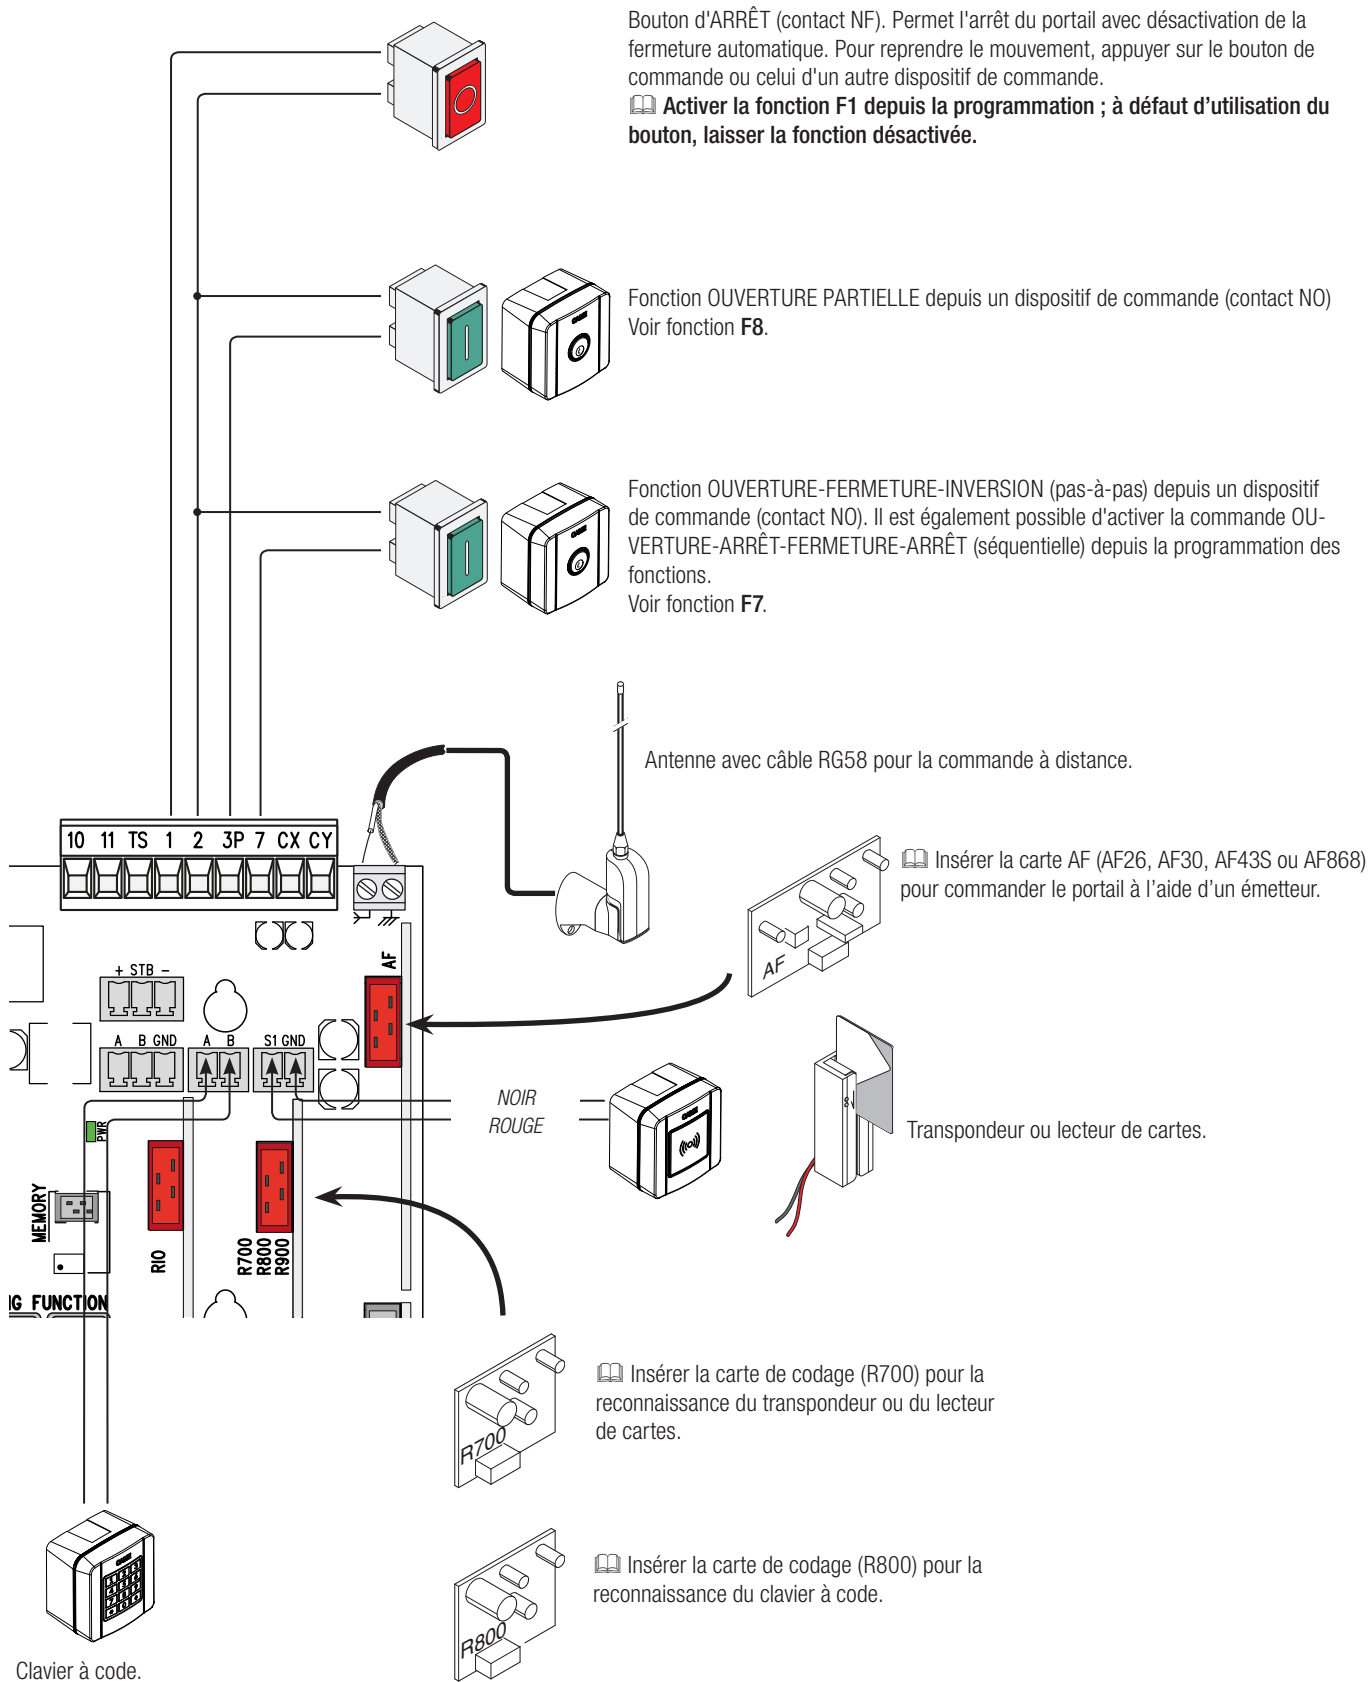 Bouton d'ARRÊT (contact NF). Permet l'arrêt du portail avec désactivation de la
fermeture automatique. Pour reprendre le mouvement, appuyer sur le bouton de
commande ou celui d'un autre dispositif de commande.
Activer la fonction F1 depuis la programmation ; à défaut d’utilisation du
bouton, laisser la fonction désactivée.
Fonction OUVERTURE PARTIELLE depuis un dispositif de commande (contact NO)
Voir fonction F8.
Fonction OUVERTURE-FERMETURE-INVERSION (pas-à-pas) depuis un dispositif
de commande (contact NO). Il est également possible d'activer la commande OU-
VERTURE-ARRÊT-FERMETURE-ARRÊT (séquentielle) depuis la programmation des
fonctions.
Voir fonction F7.
Antenne avec câble RG58 pour la commande à distance.
10 11 TS 1 2 3P 7 CX CY
Insérer la carte AF (AF26, AF30, AF43S ou AF868)
pour commander le portail à l’aide d’un émetteur.
AF
AF
+ STB -
A B GND A B S1 GND
NOIR
ROUGE
PWR
Transpondeur ou lecteur de cartes.
MEMORY
RIO
R700
R800
R900
IG FUNCTION
Insérer la carte de codage (R700) pour la
reconnaissance du transpondeur ou du lecteur
de cartes.
R700
Insérer la carte de codage (R800) pour la
reconnaissance du clavier à code.
R800
Clavier à code.